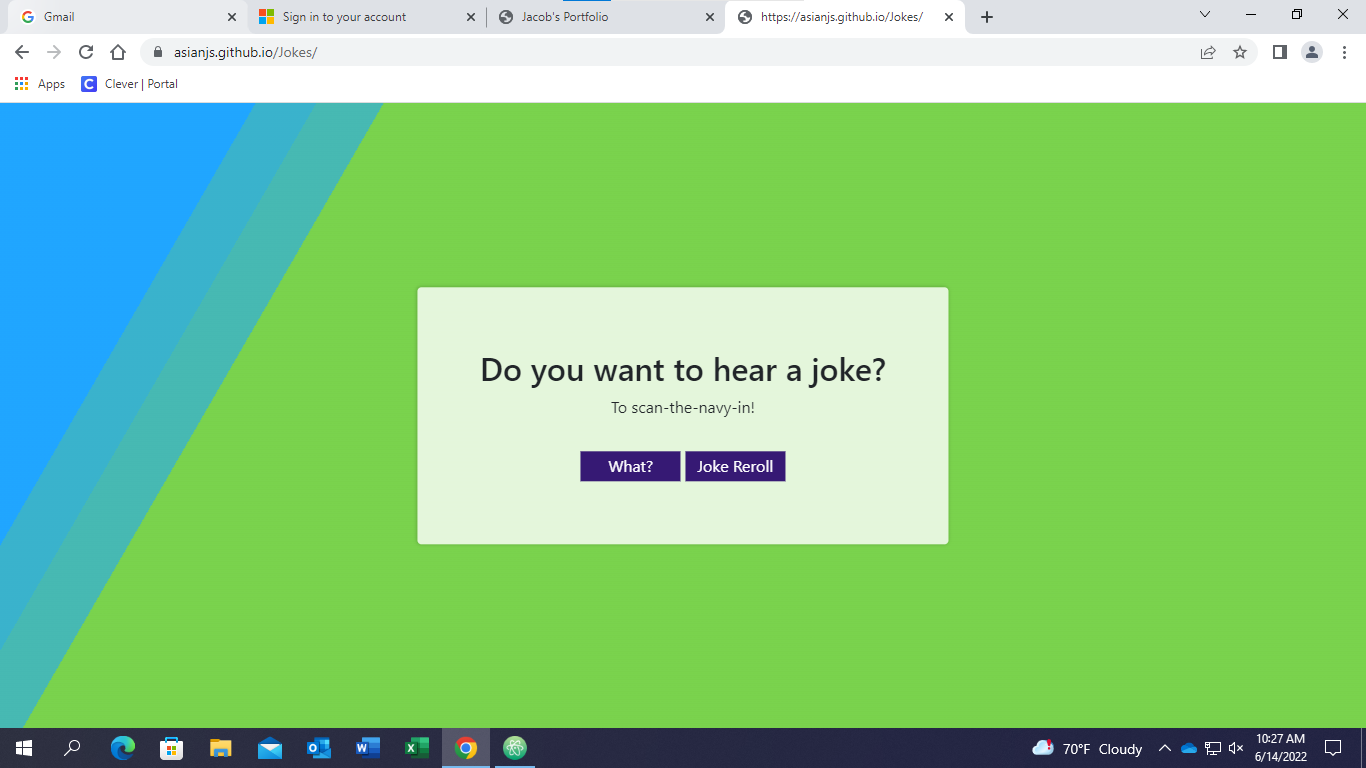 Gmail
Sign in to your account
Jacob's Portfolio
https://asianjs.github.io/Jokes/
asianjs.github.io/Jokes/
Apps
C Clever | Portal
Do you want to hear a joke?
To scan-the-navy-in!
What? Joke Reroll
70°F Cloudy
10:27 AM
6/14/2022